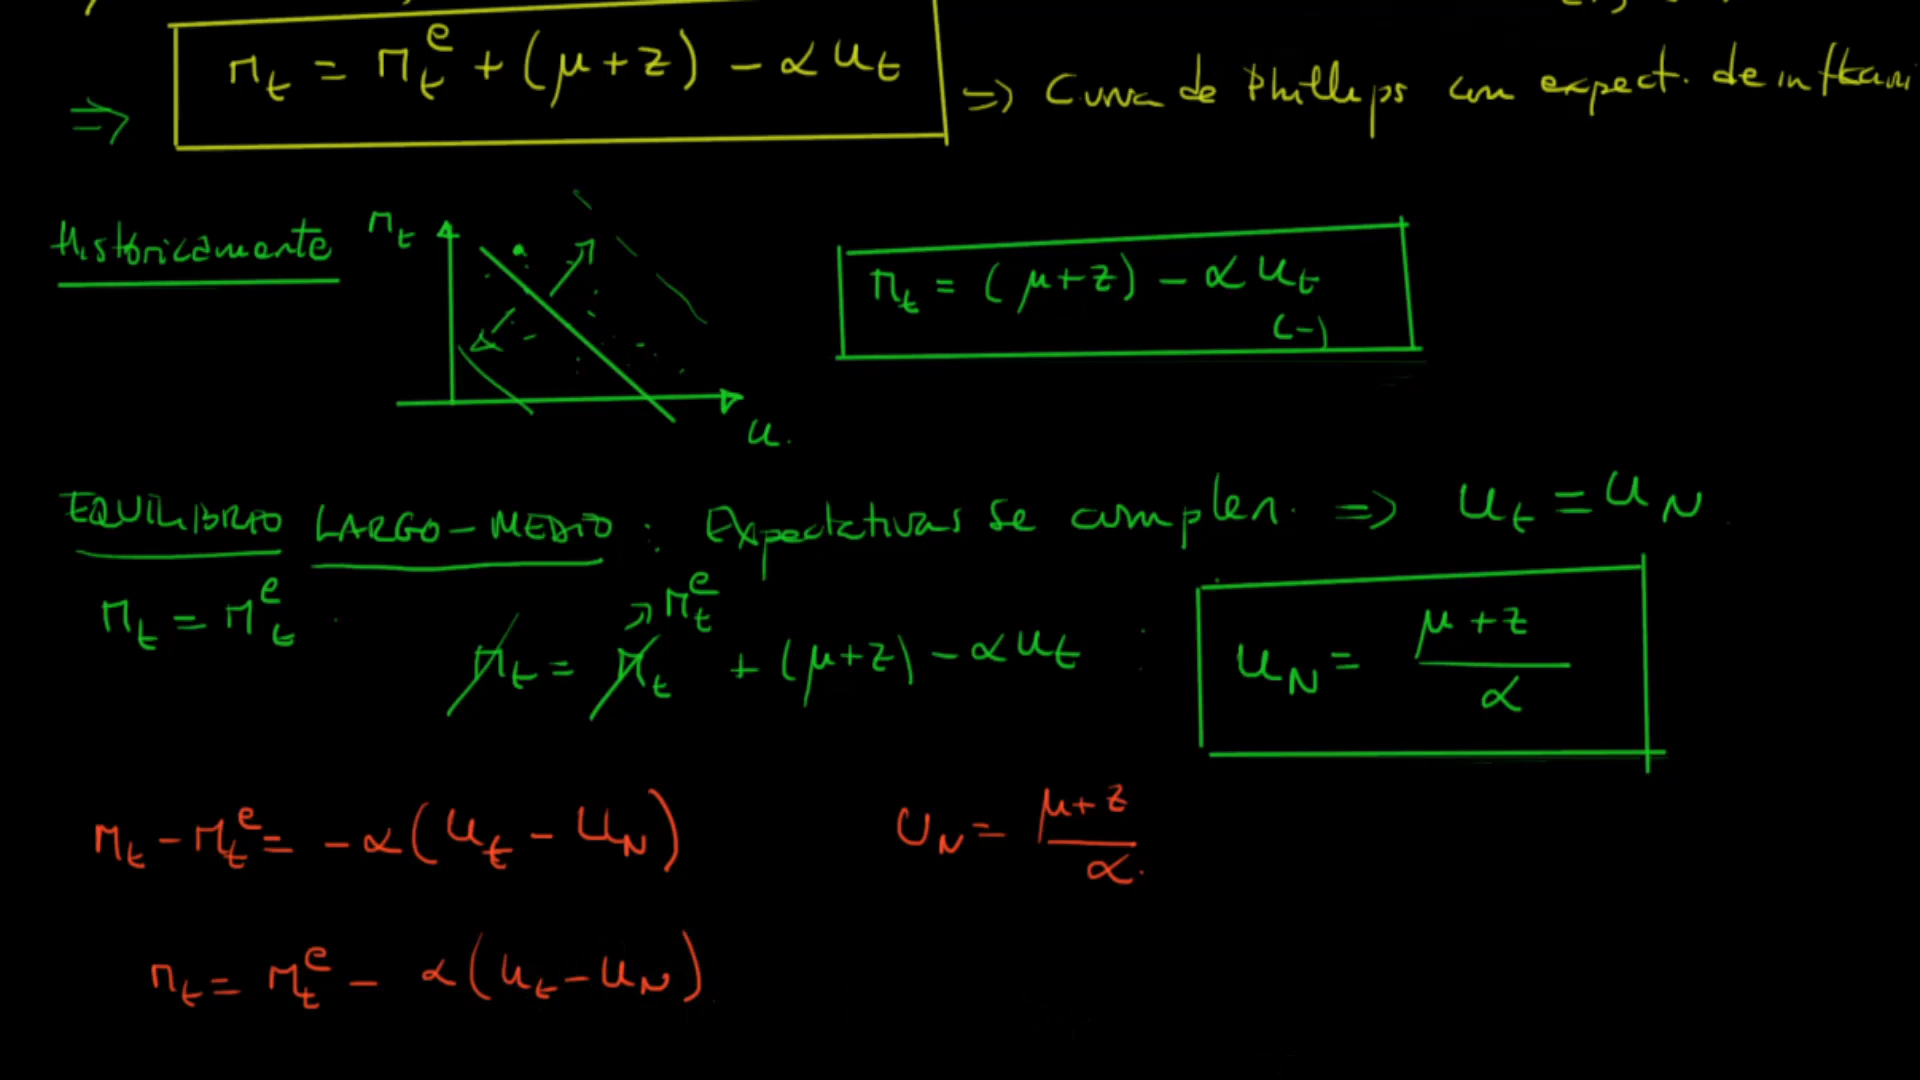 ⇒ π_t = π_t^e + (μ+z) − α u_t ⇒ Curva de Phillips con expect. de
Históricamente
π_t
u.
π_t = (μ+z) − α u_t
(−)
EQUILIBRIO LARGO–MEDIO : Expectativas se cumplen. ⇒ u_t = u_N
π_t = π_t^e
↗ π_t^e
π_t = π_t + (μ+z) − α u_t : u_N = (μ+z)/α
π_t − π_t^e = −α(u_t − u_N) U_N = (μ+z)/α.
π_t = π_t^e − α(u_t − u_N)